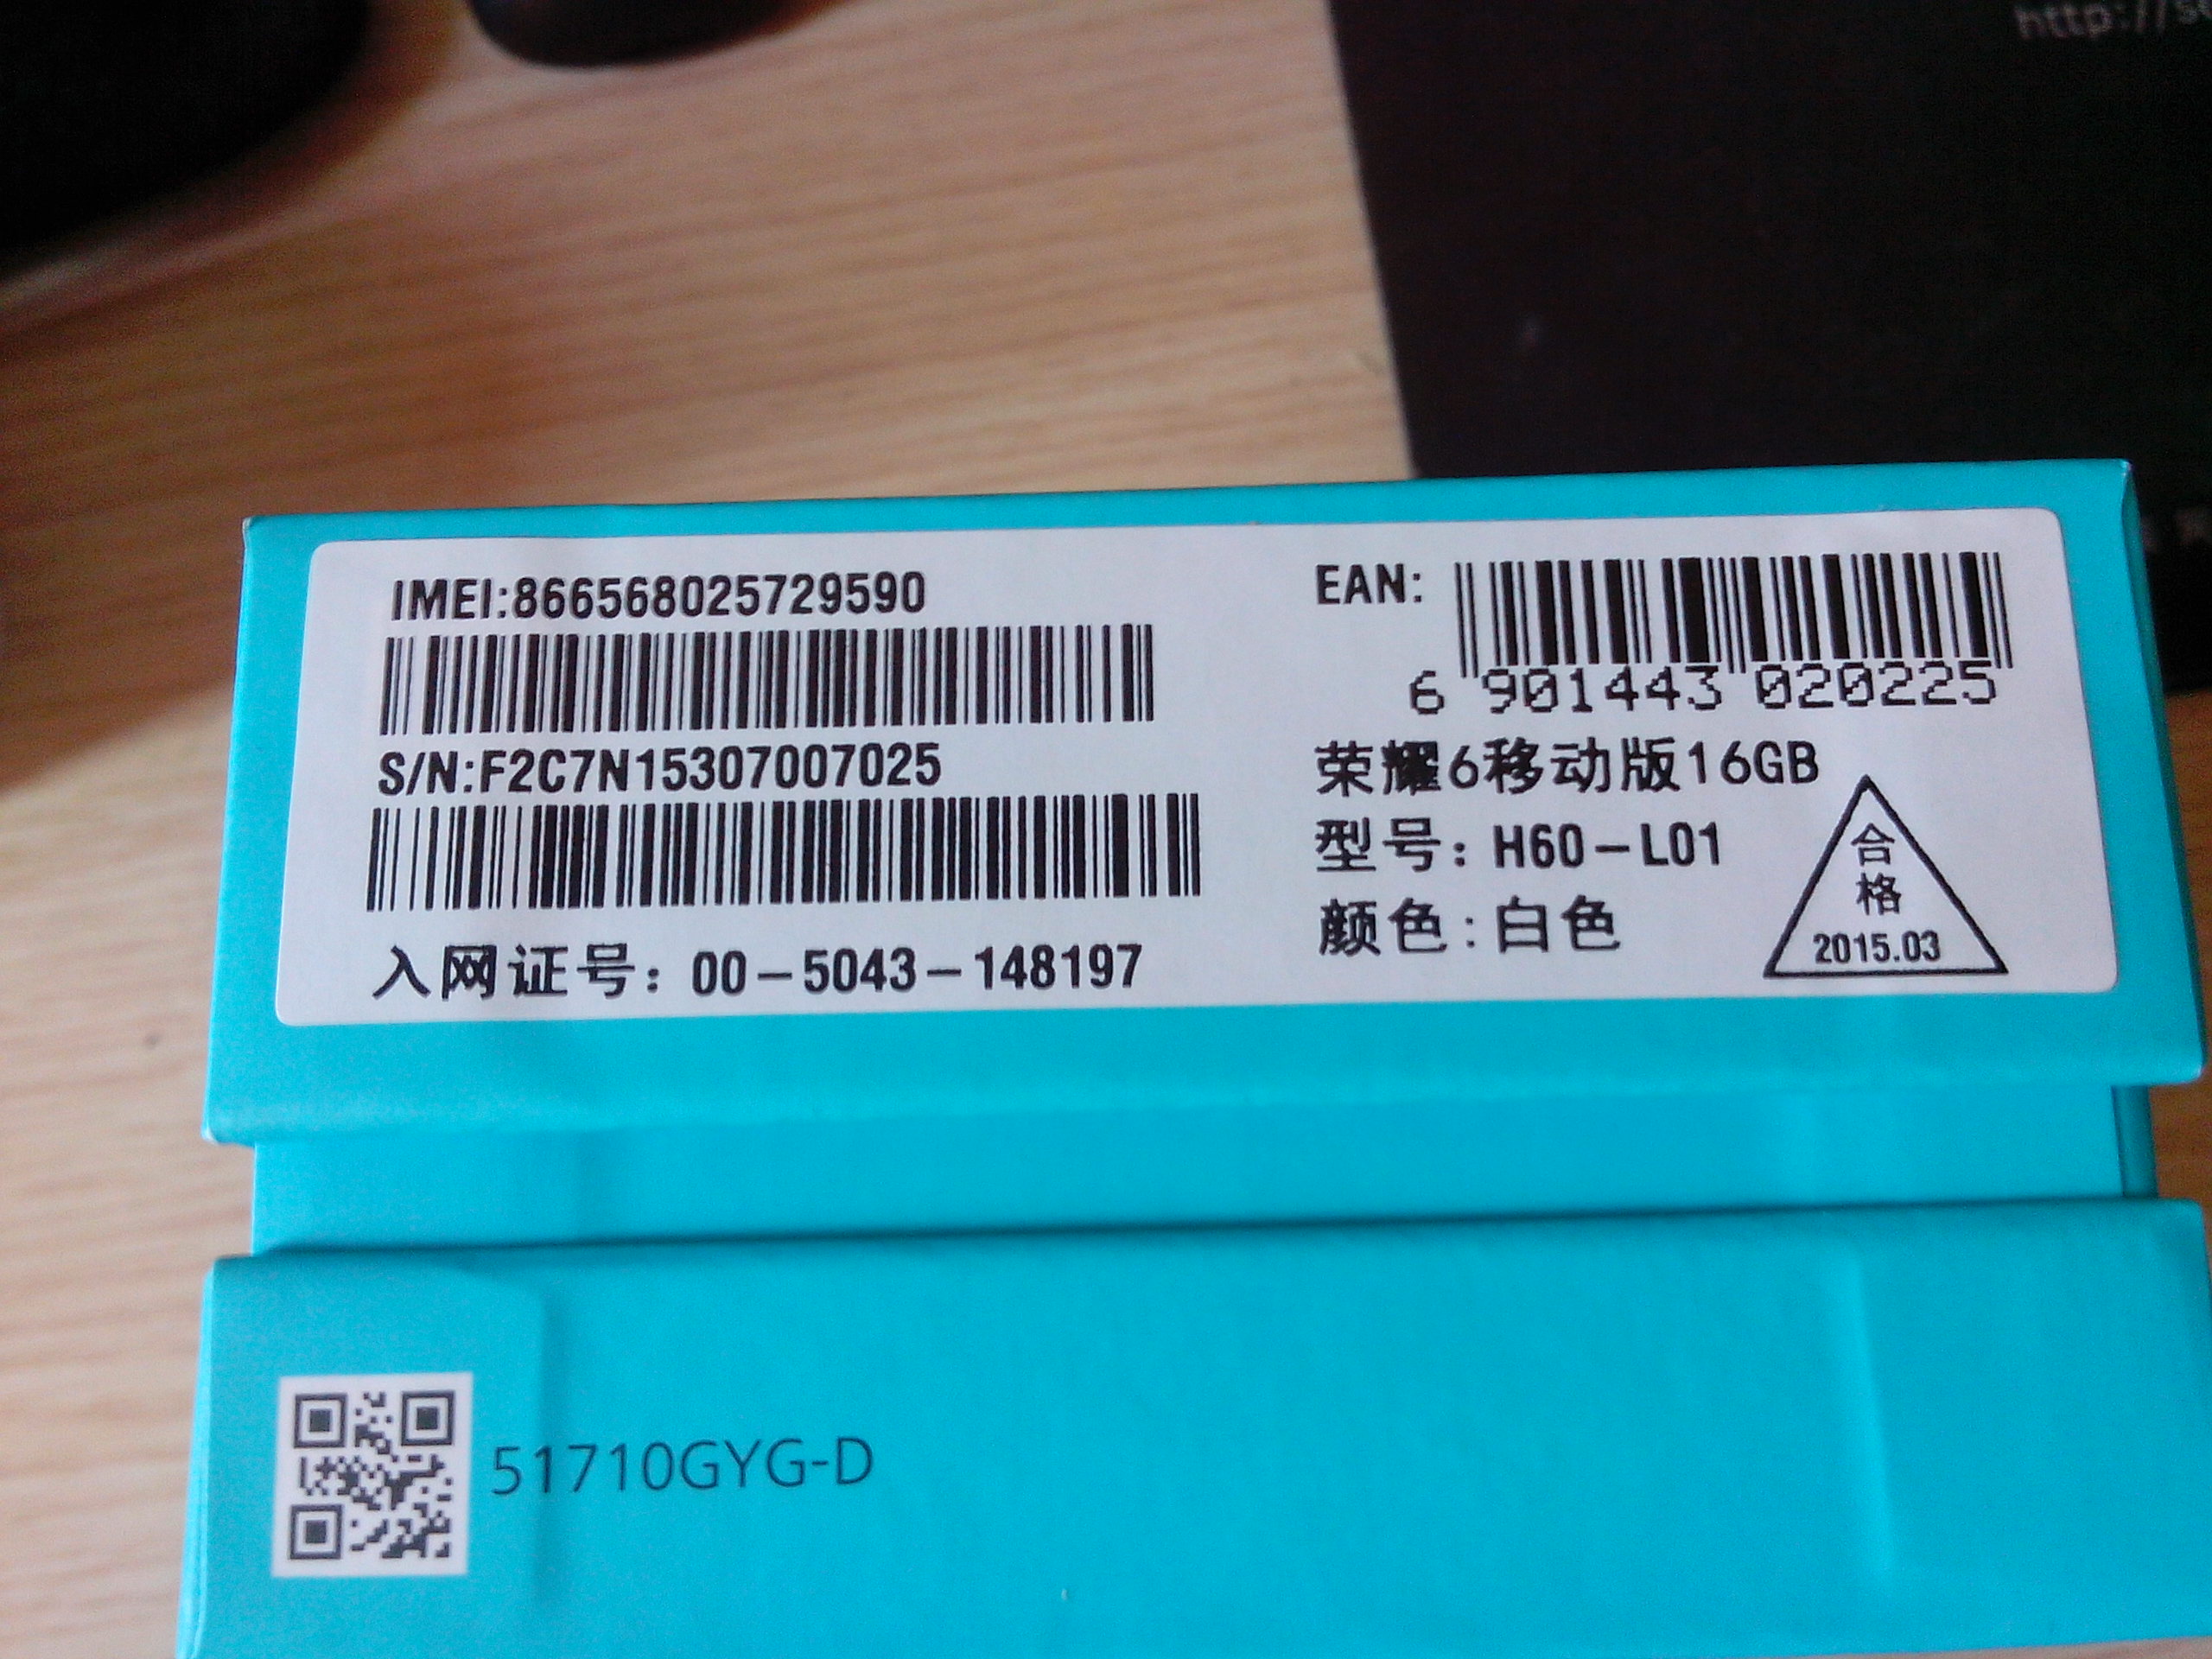 http://s
IMEI:866568025729590
S/N:F2C7N15307007025
入网证号: 00-5043-148197
EAN:
6 901443 020225
荣耀6移动版16GB
型号: H60-L01
颜色:白色
合
格
2015.03
51710GYG-D